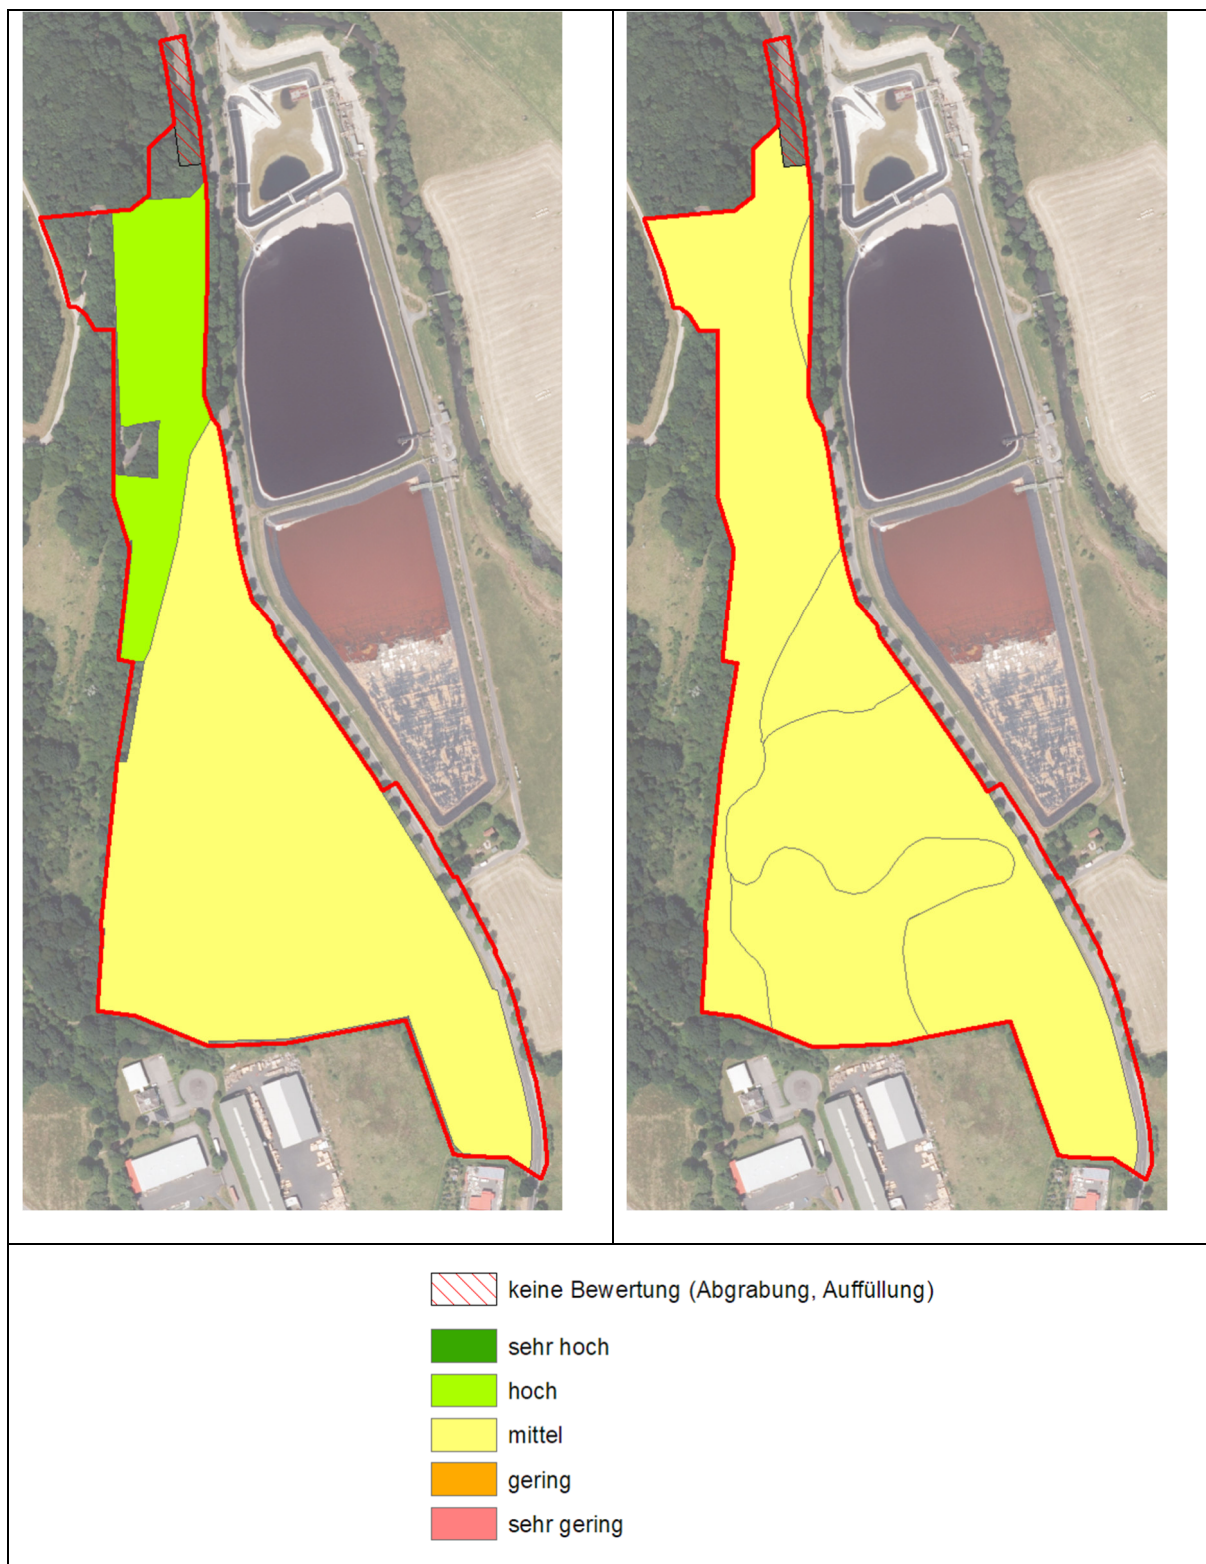 keine Bewertung (Abgrabung, Auffüllung)
sehr hoch
hoch
mittel
gering
sehr gering